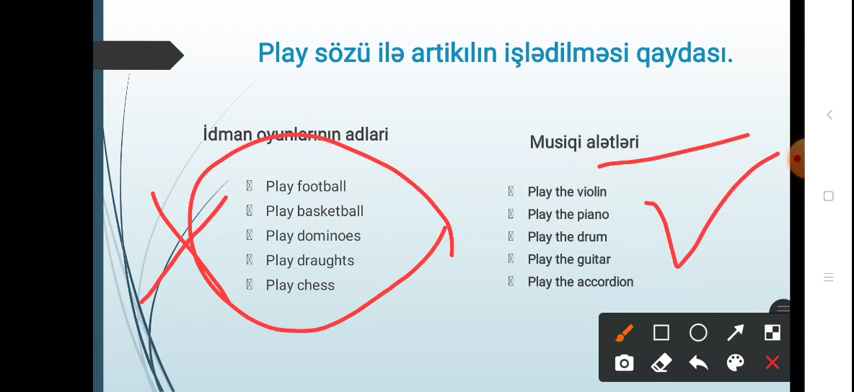 Play sözü ilə artikılın işlədilməsi qaydası.
İdman oyunlarının adlari
Play football
Play basketball
Play dominoes
Play draughts
Play chess
Musiqi alətləri
Play the violin
Play the piano
Play the drum
Play the guitar
Play the accordion